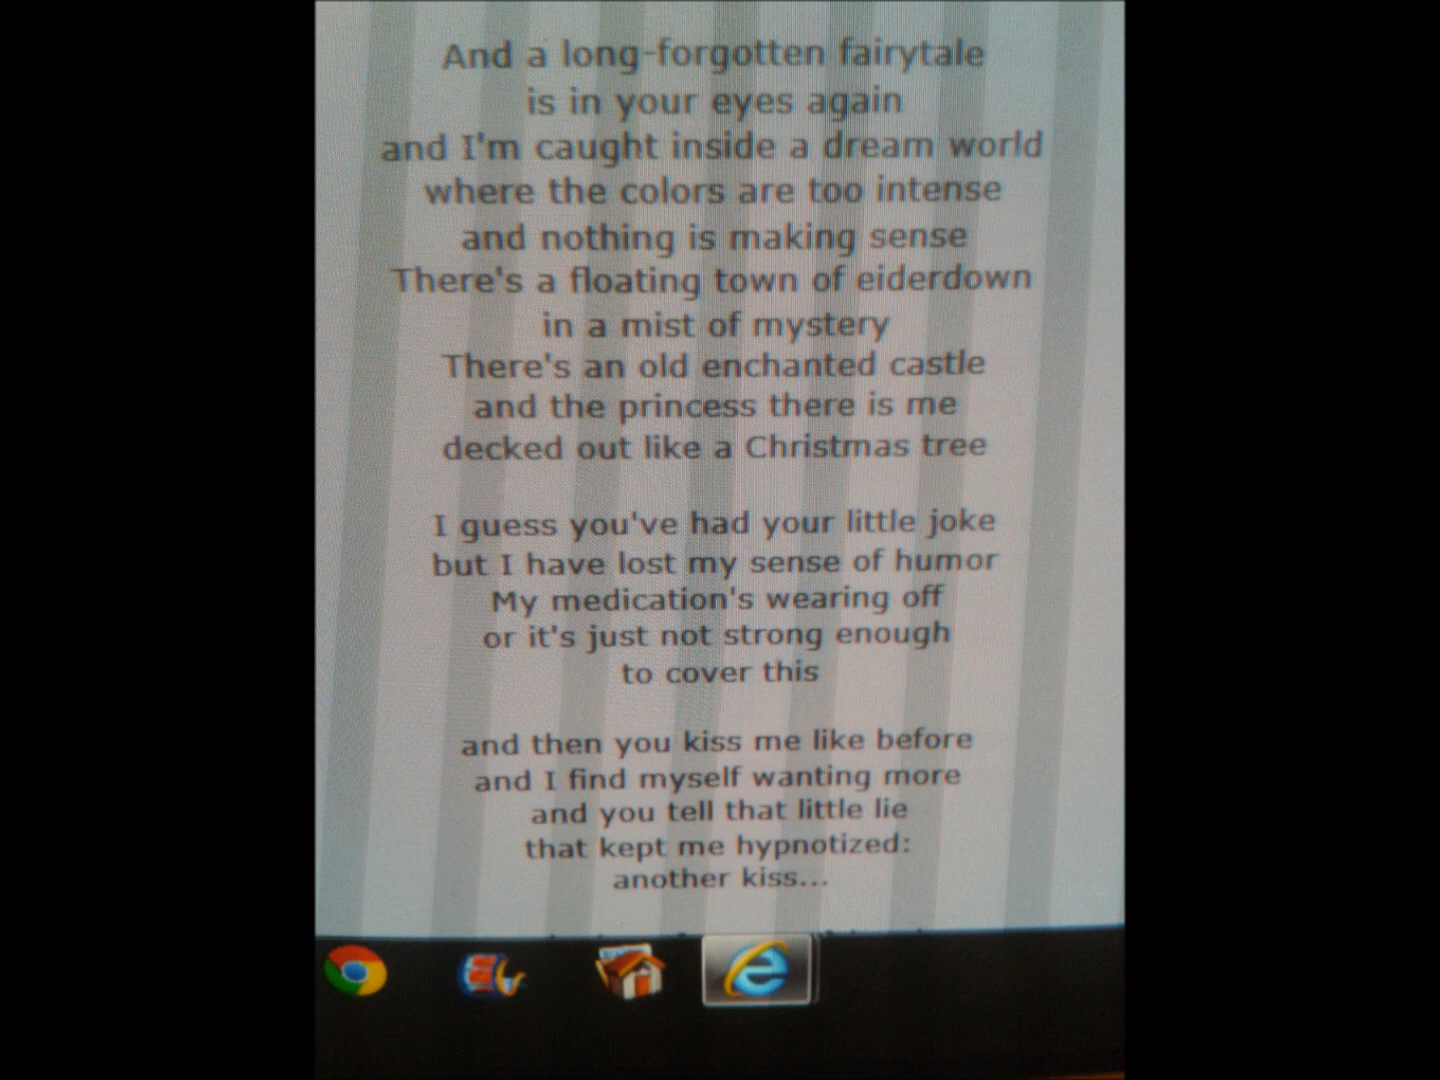 And a long-forgotten fairytale
is in your eyes again
and I'm caught inside a dream world
where the colors are too intense
and nothing is making sense
There's a floating town of eiderdown
in a mist of mystery
There's an old enchanted castle
and the princess there is me
decked out like a Christmas tree
I guess you've had your little joke
but I have lost my sense of humor
My medication's wearing off
or it's just not strong enough
to cover this
and then you kiss me like before
and I find myself wanting more
and you tell that little lie
that kept me hypnotized:
another kiss...